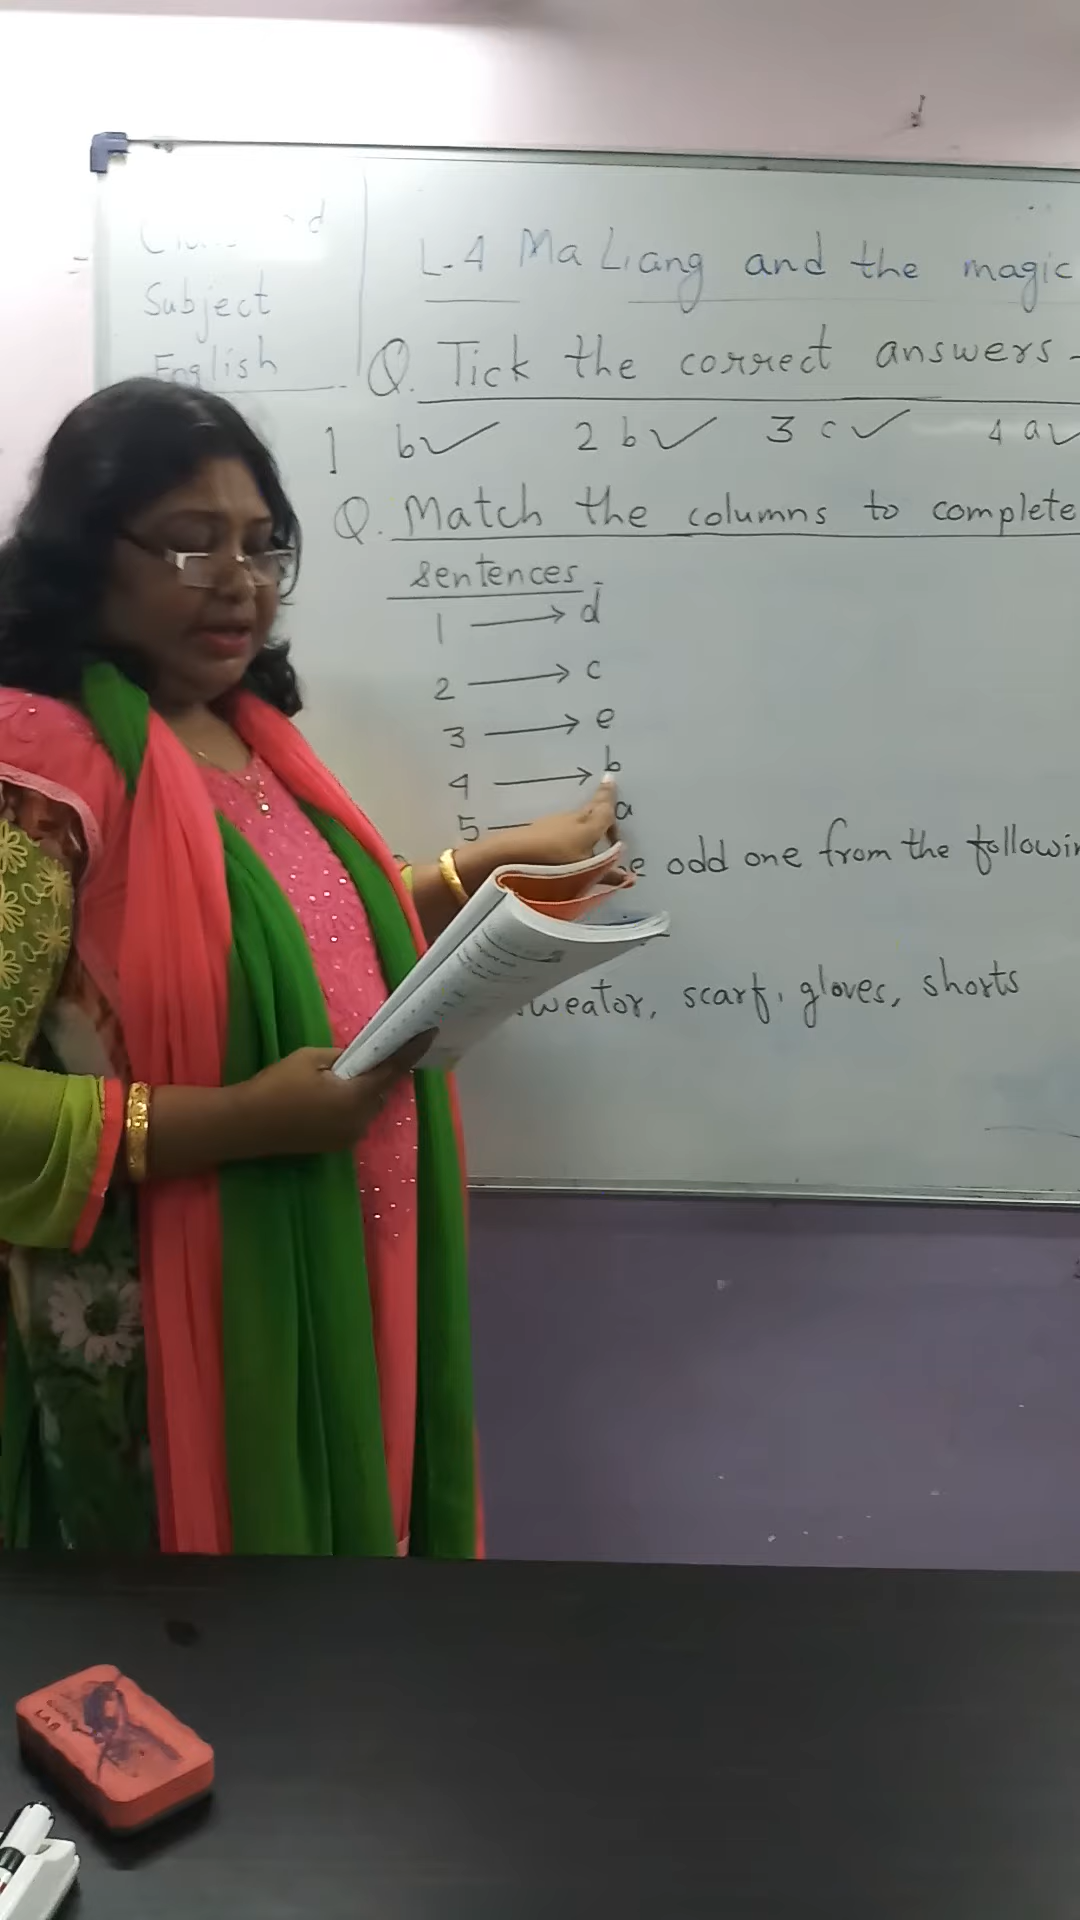 Subject
English
L-4 Ma Liang and the magic
Q. Tick the correct answers -
1 b✓ 2 b✓ 3 c✓ 4 a✓
Q. Match the columns to complete
sentences.
1 → d
2 → c
3 → e
4 → b
5 a
odd one from the followin
weator, scarf, gloves, shorts
LAB